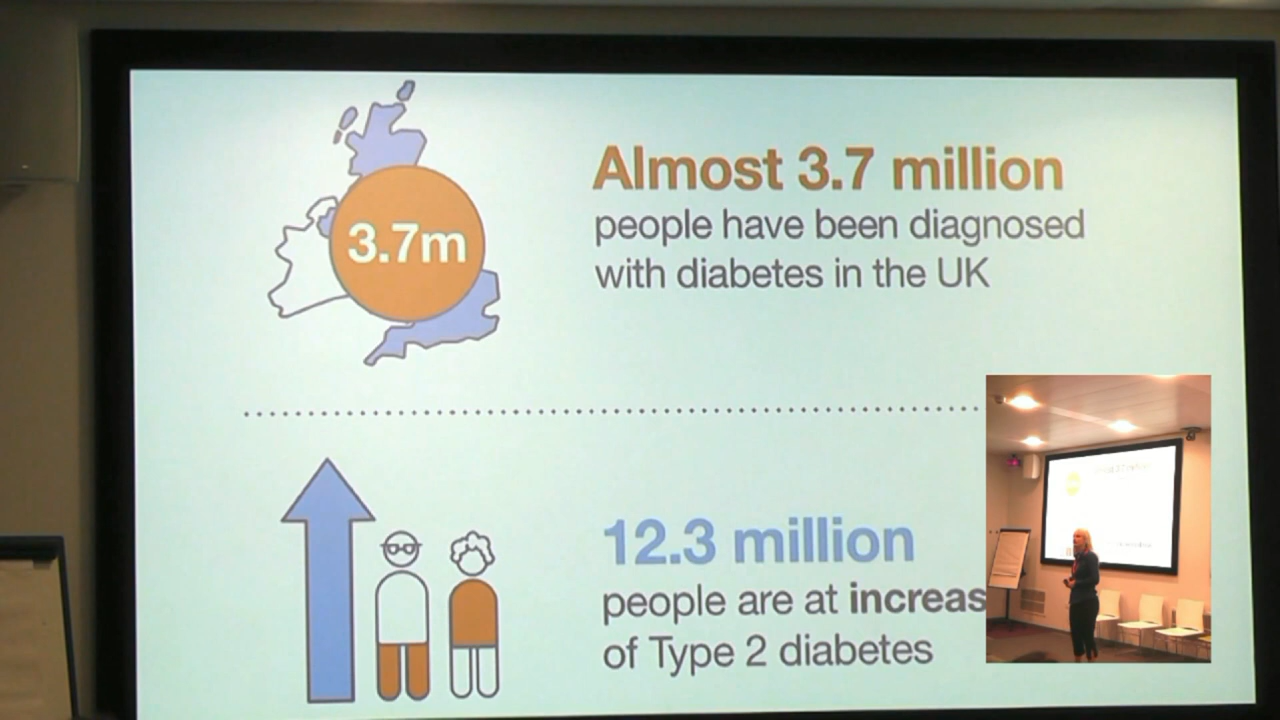 3.7m
Almost 3.7 million
people have been diagnosed
with diabetes in the UK
12.3 million
people are at increas
of Type 2 diabetes